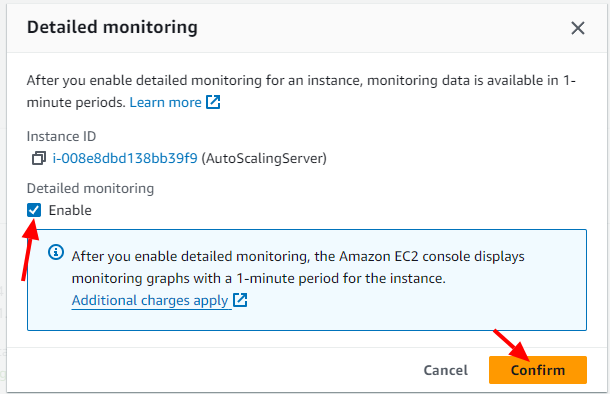 Detailed monitoring
After you enable detailed monitoring for an instance, monitoring data is available in 1-
minute periods. Learn more
Instance ID
i-008e8dbd138bb39f9 (AutoScalingServer)
Detailed monitoring
Enable
After you enable detailed monitoring, the Amazon EC2 console displays
monitoring graphs with a 1-minute period for the instance.
Additional charges apply
Cancel
Confirm